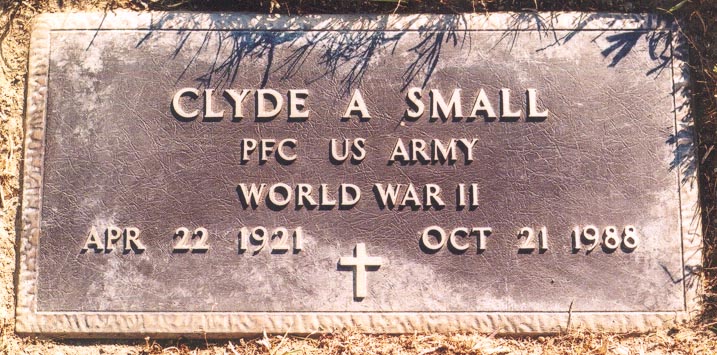 CLYDE A SMALL
PFC US ARMY
WORLD WAR II
APR 22 1921 OCT 21 1988